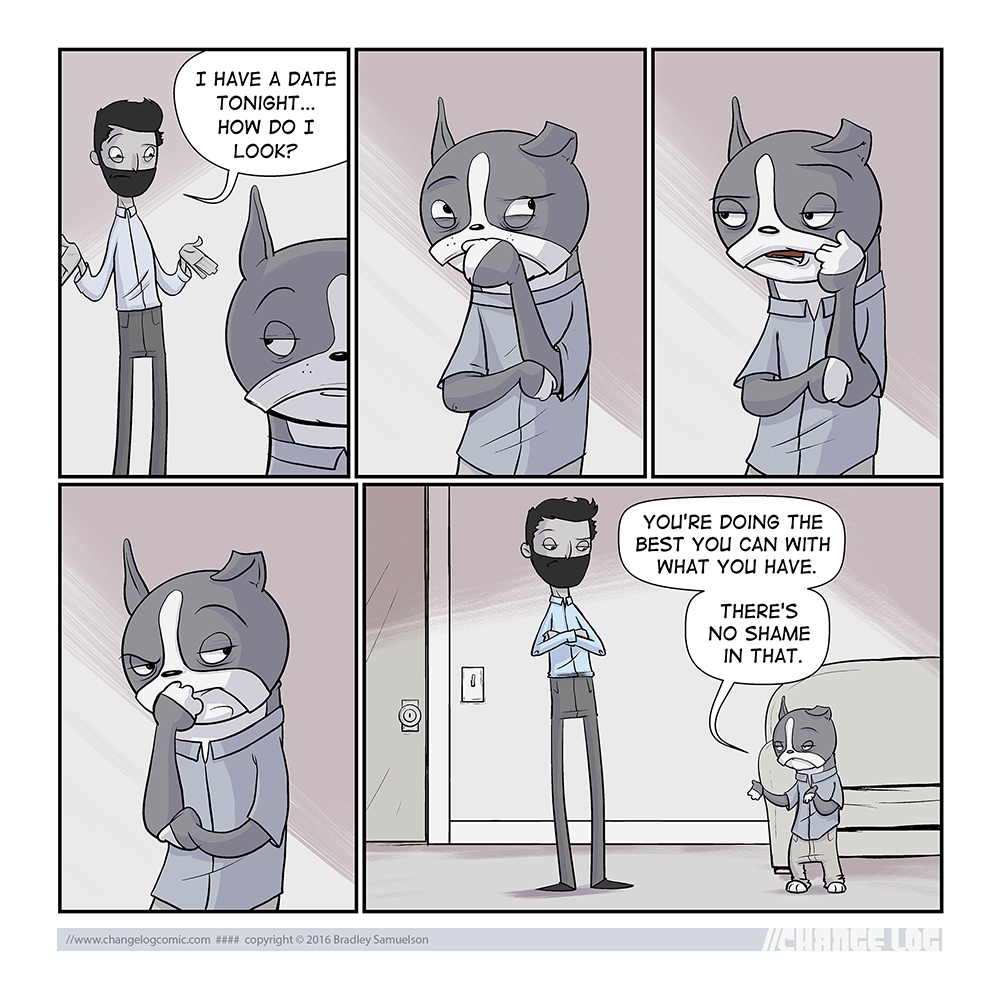 I HAVE A DATE
TONIGHT...
HOW DO I
LOOK?
YOU'RE DOING THE
BEST YOU CAN WITH
WHAT YOU HAVE.
THERE'S
NO SHAME
IN THAT.
//www.changelogcomic.com #### copyright © 2016 Bradley Samuelson
//CHANGE LOG